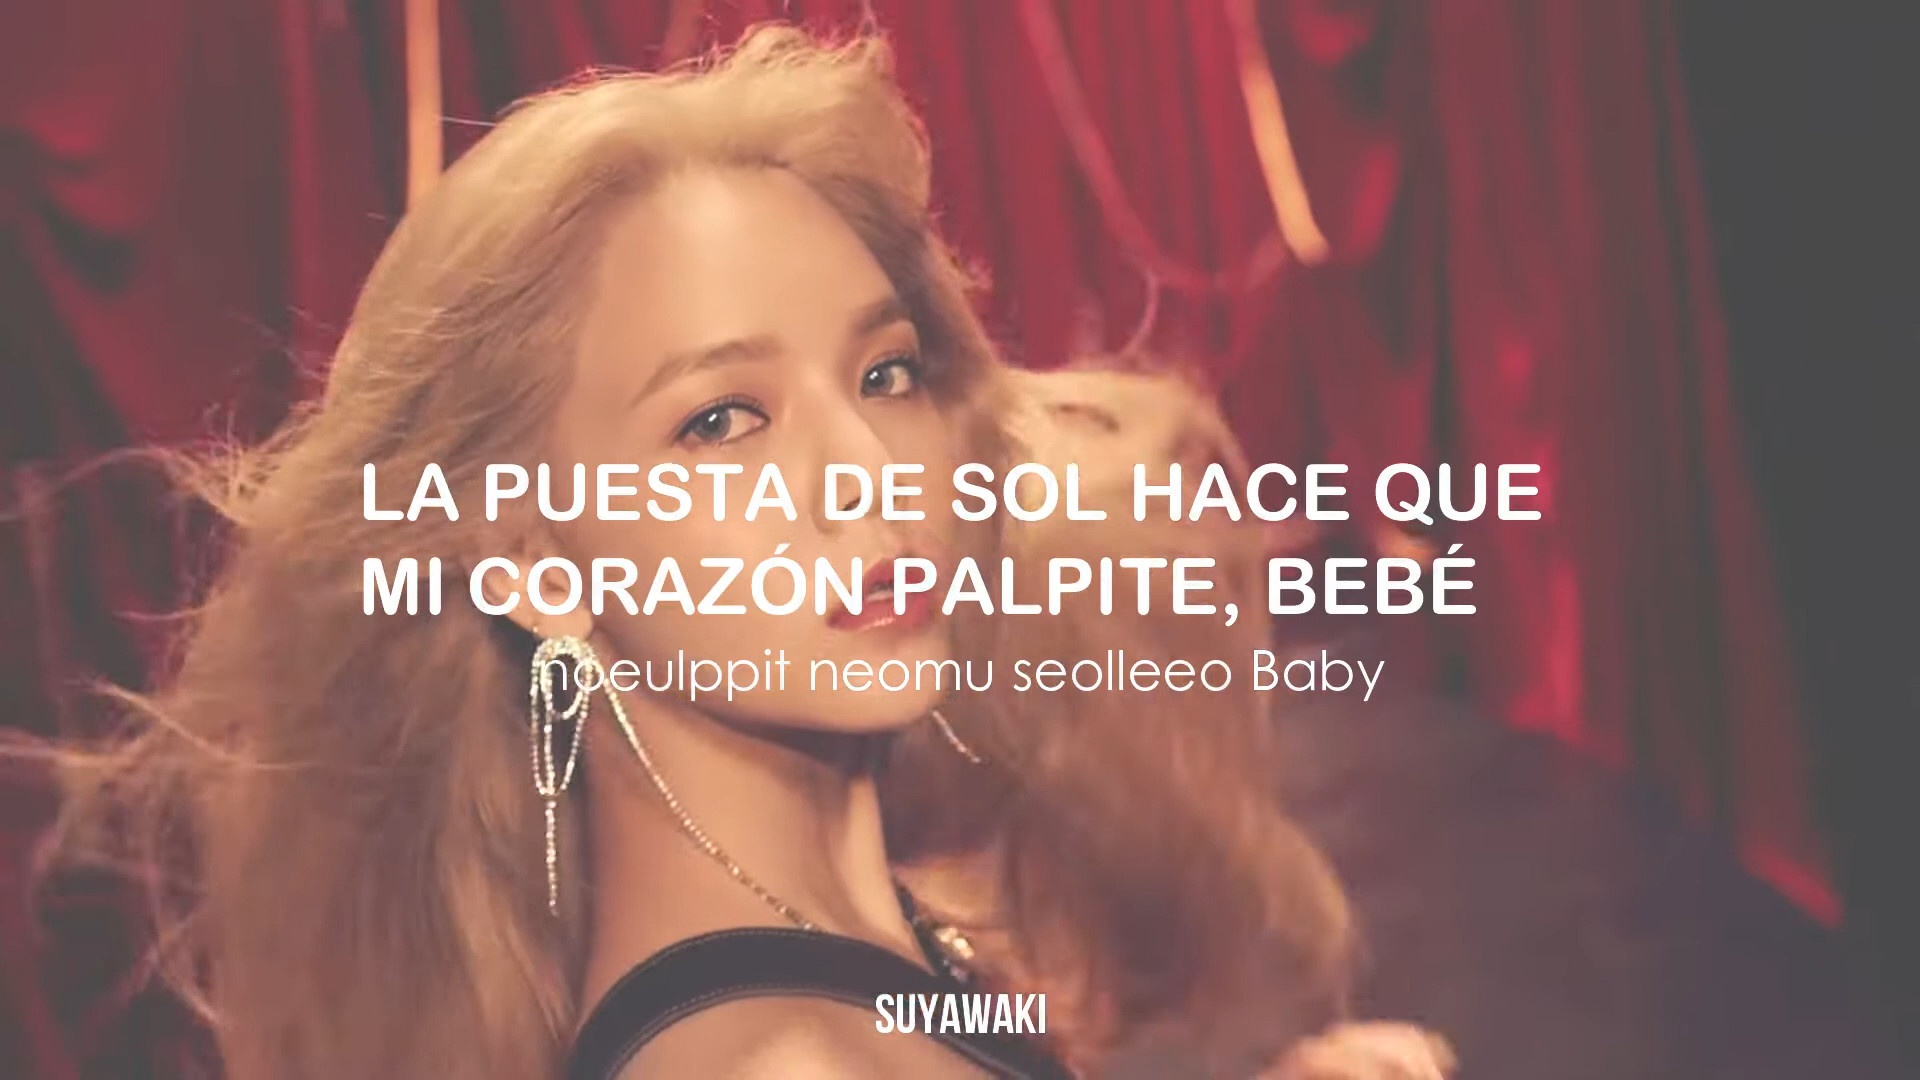 LA PUESTA DE SOL HACE QUE
MI CORAZÓN PALPITE, BEBÉ
noeulppit neomu seolleeo Baby
SUYAWAKI